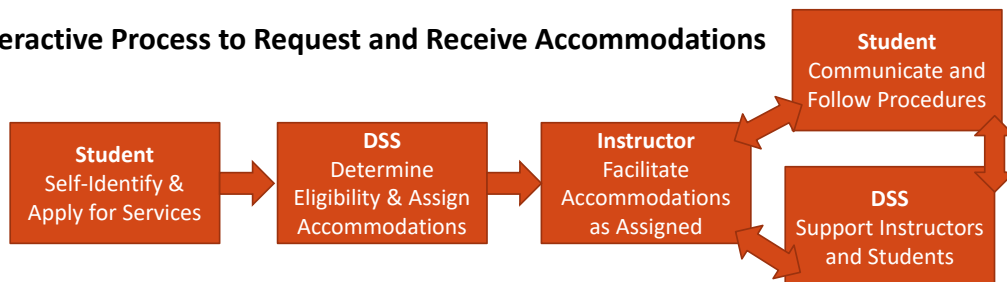 eractive Process to Request and Receive Accommodations
Student
Self-Identify &
Apply for Services
DSS
Determine
Eligibility & Assign
Accommodations
Instructor
Facilitate
Accommodations
as Assigned
Student
Communicate and
Follow Procedures
DSS
Support Instructors
and Students